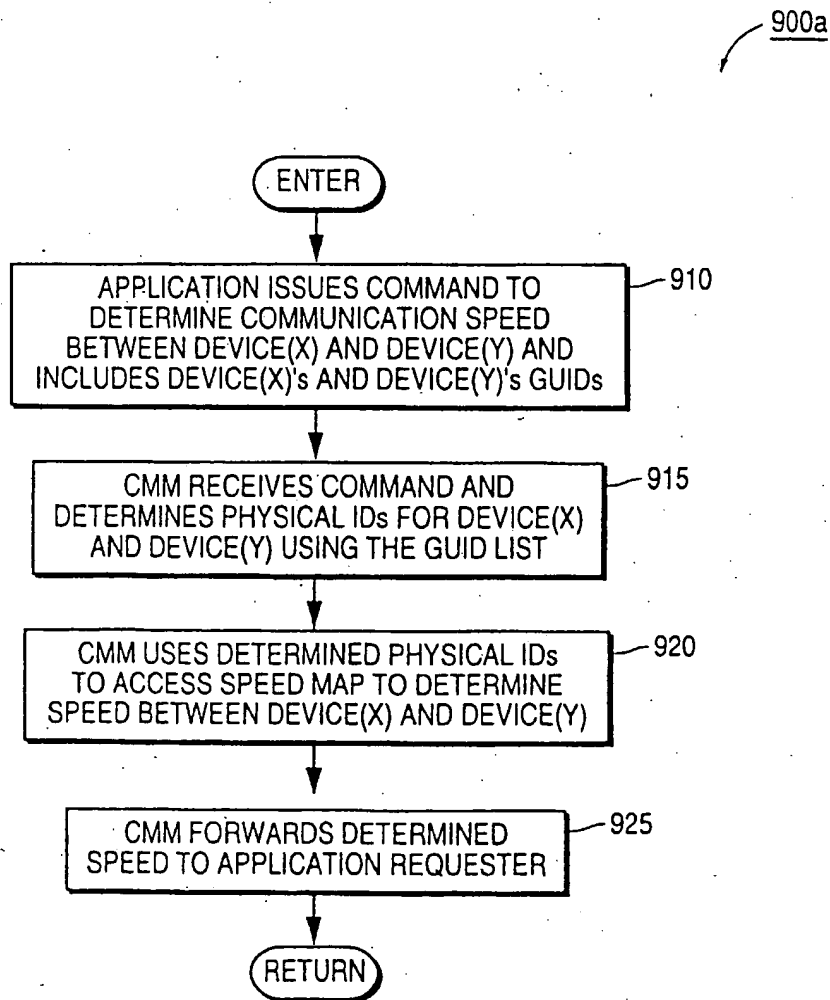 900a
ENTER
APPLICATION ISSUES COMMAND TO
DETERMINE COMMUNICATION SPEED
BETWEEN DEVICE(X) AND DEVICE(Y) AND
INCLUDES DEVICE(X)'s AND DEVICE(Y)'s GUIDs
910
CMM RECEIVES COMMAND AND
DETERMINES PHYSICAL IDs FOR DEVICE(X)
AND DEVICE(Y) USING THE GUID LIST
915
CMM USES DETERMINED PHYSICAL IDs
TO ACCESS SPEED MAP TO DETERMINE
SPEED BETWEEN DEVICE(X) AND DEVICE(Y)
920
CMM FORWARDS DETERMINED
SPEED TO APPLICATION REQUESTER
925
RETURN